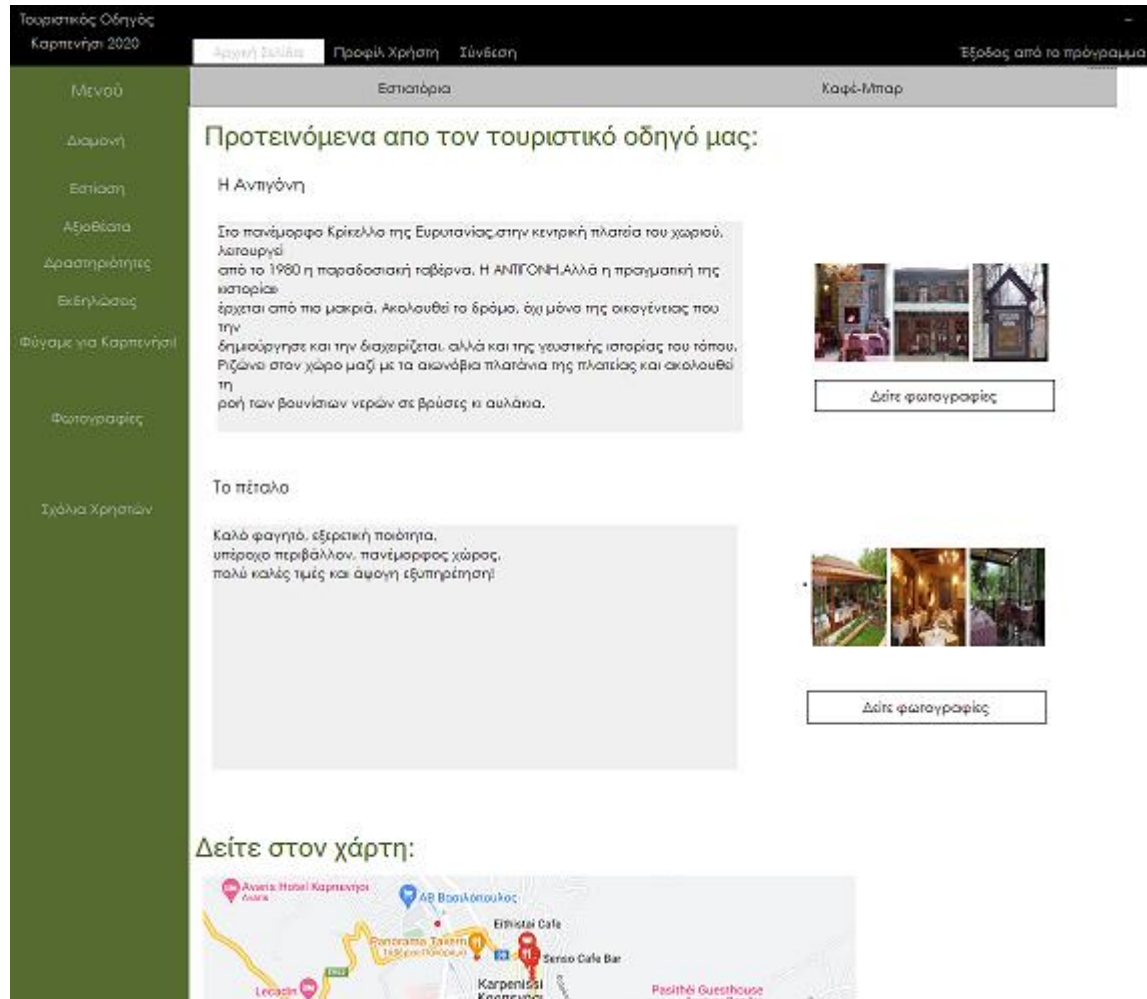 Τουριστικός Οδηγός
Καρπενήσι 2020
Αρχική Σελίδα Προφίλ Χρήστη Σύνδεση Έξοδος από το πρόγραμμα
Μενού
Εστιατόρια Καφέ-Μπαρ
Διαμονή
Εστίαση
Αξιοθέατα
Δραστηριότητες
Εκδηλώσεις
Φύγαμε για Καρπενήσι!
Φωτογραφίες
Σχόλια Χρηστών
Προτεινόμενα απο τον τουριστικό οδηγό μας:
Η Αντιγόνη
Στο πανέμορφο Κρίκελλο της Ευρυτανίας,στην κεντρική πλατεία του χωριού,
λειτουργεί
από το 1980 η παραδοσιακή ταβέρνα, Η ΑΝΤΙΓΟΝΗ.Αλλά η πραγματική της
«ιστορία»
έρχεται από πιο μακριά. Ακολουθεί το δρόμο, όχι μόνο της οικογένειας που
την
δημιούργησε και την διαχειρίζεται, αλλά και της γευστικής ιστορίας του τόπου.
Ριζώνει στον χώρο μαζί με τα αιωνόβια πλατάνια της πλατείας και ακολουθεί
τη
ροή των βουνίσιων νερών σε βρύσες κι αυλάκια.
Δείτε φωτογραφίες
Το πέταλο
Καλό φαγητό, εξερετική ποιότητα,
υπέροχο περιβάλλον, πανέμορφος χώρος,
πολύ καλές τιμές και άψογη εξυπηρέτηση!
Δείτε φωτογραφίες
Δείτε στον χάρτη:
Avaris Hotel Καρπενήσι
Avaris
ΑΒ Βασιλόπουλος
Eithistai Cafe
Panorama Tavern
Senso Cafe Bar
Lecadin
Karpenissi
Καρπενήσι
Pasithéi Guesthouse